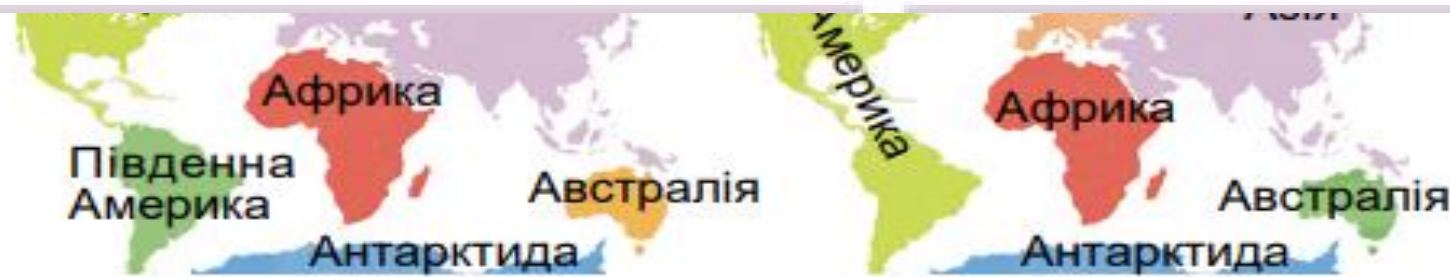 Африка
Південна
Америка
Австралія
Антарктида
Америка
Африка
Австралія
Антарктида